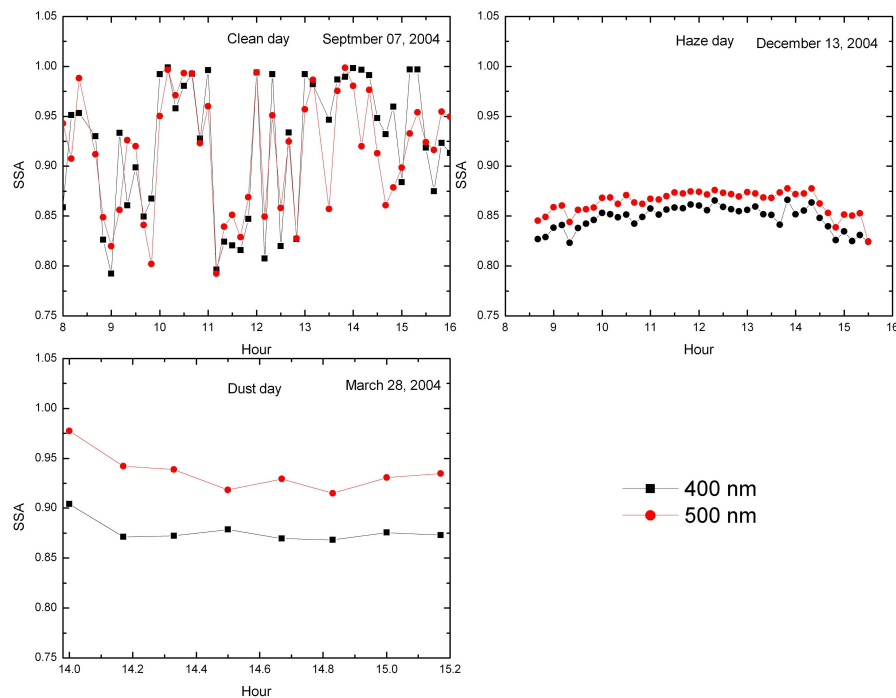 Clean day
Septmber 07, 2004
1.05
1.00
0.95
0.90
0.85
0.80
0.75
SSA
8 9 10 11 12 13 14 15 16
Hour
Haze day
December 13, 2004
1.05
1.00
0.95
0.90
0.85
0.80
0.75
SSA
8 9 10 11 12 13 14 15 16
Hour
Dust day
March 28, 2004
1.05
1.00
0.95
0.90
0.85
0.80
0.75
SSA
14.0 14.2 14.4 14.6 14.8 15.0 15.2
Hour
400 nm
500 nm